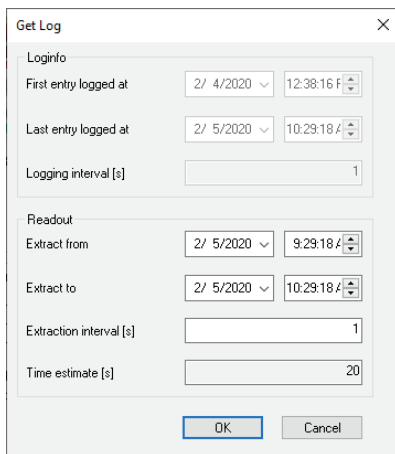 Get Log
Loginfo
First entry logged at 2/ 4/2020 12:38:16 F
Last entry logged at 2/ 5/2020 10:29:18 A
Logging interval [s] 1
Readout
Extract from 2/ 5/2020 9:29:18 A
Extract to 2/ 5/2020 10:29:18 A
Extraction interval [s] 1
Time estimate [s] 20
OK Cancel